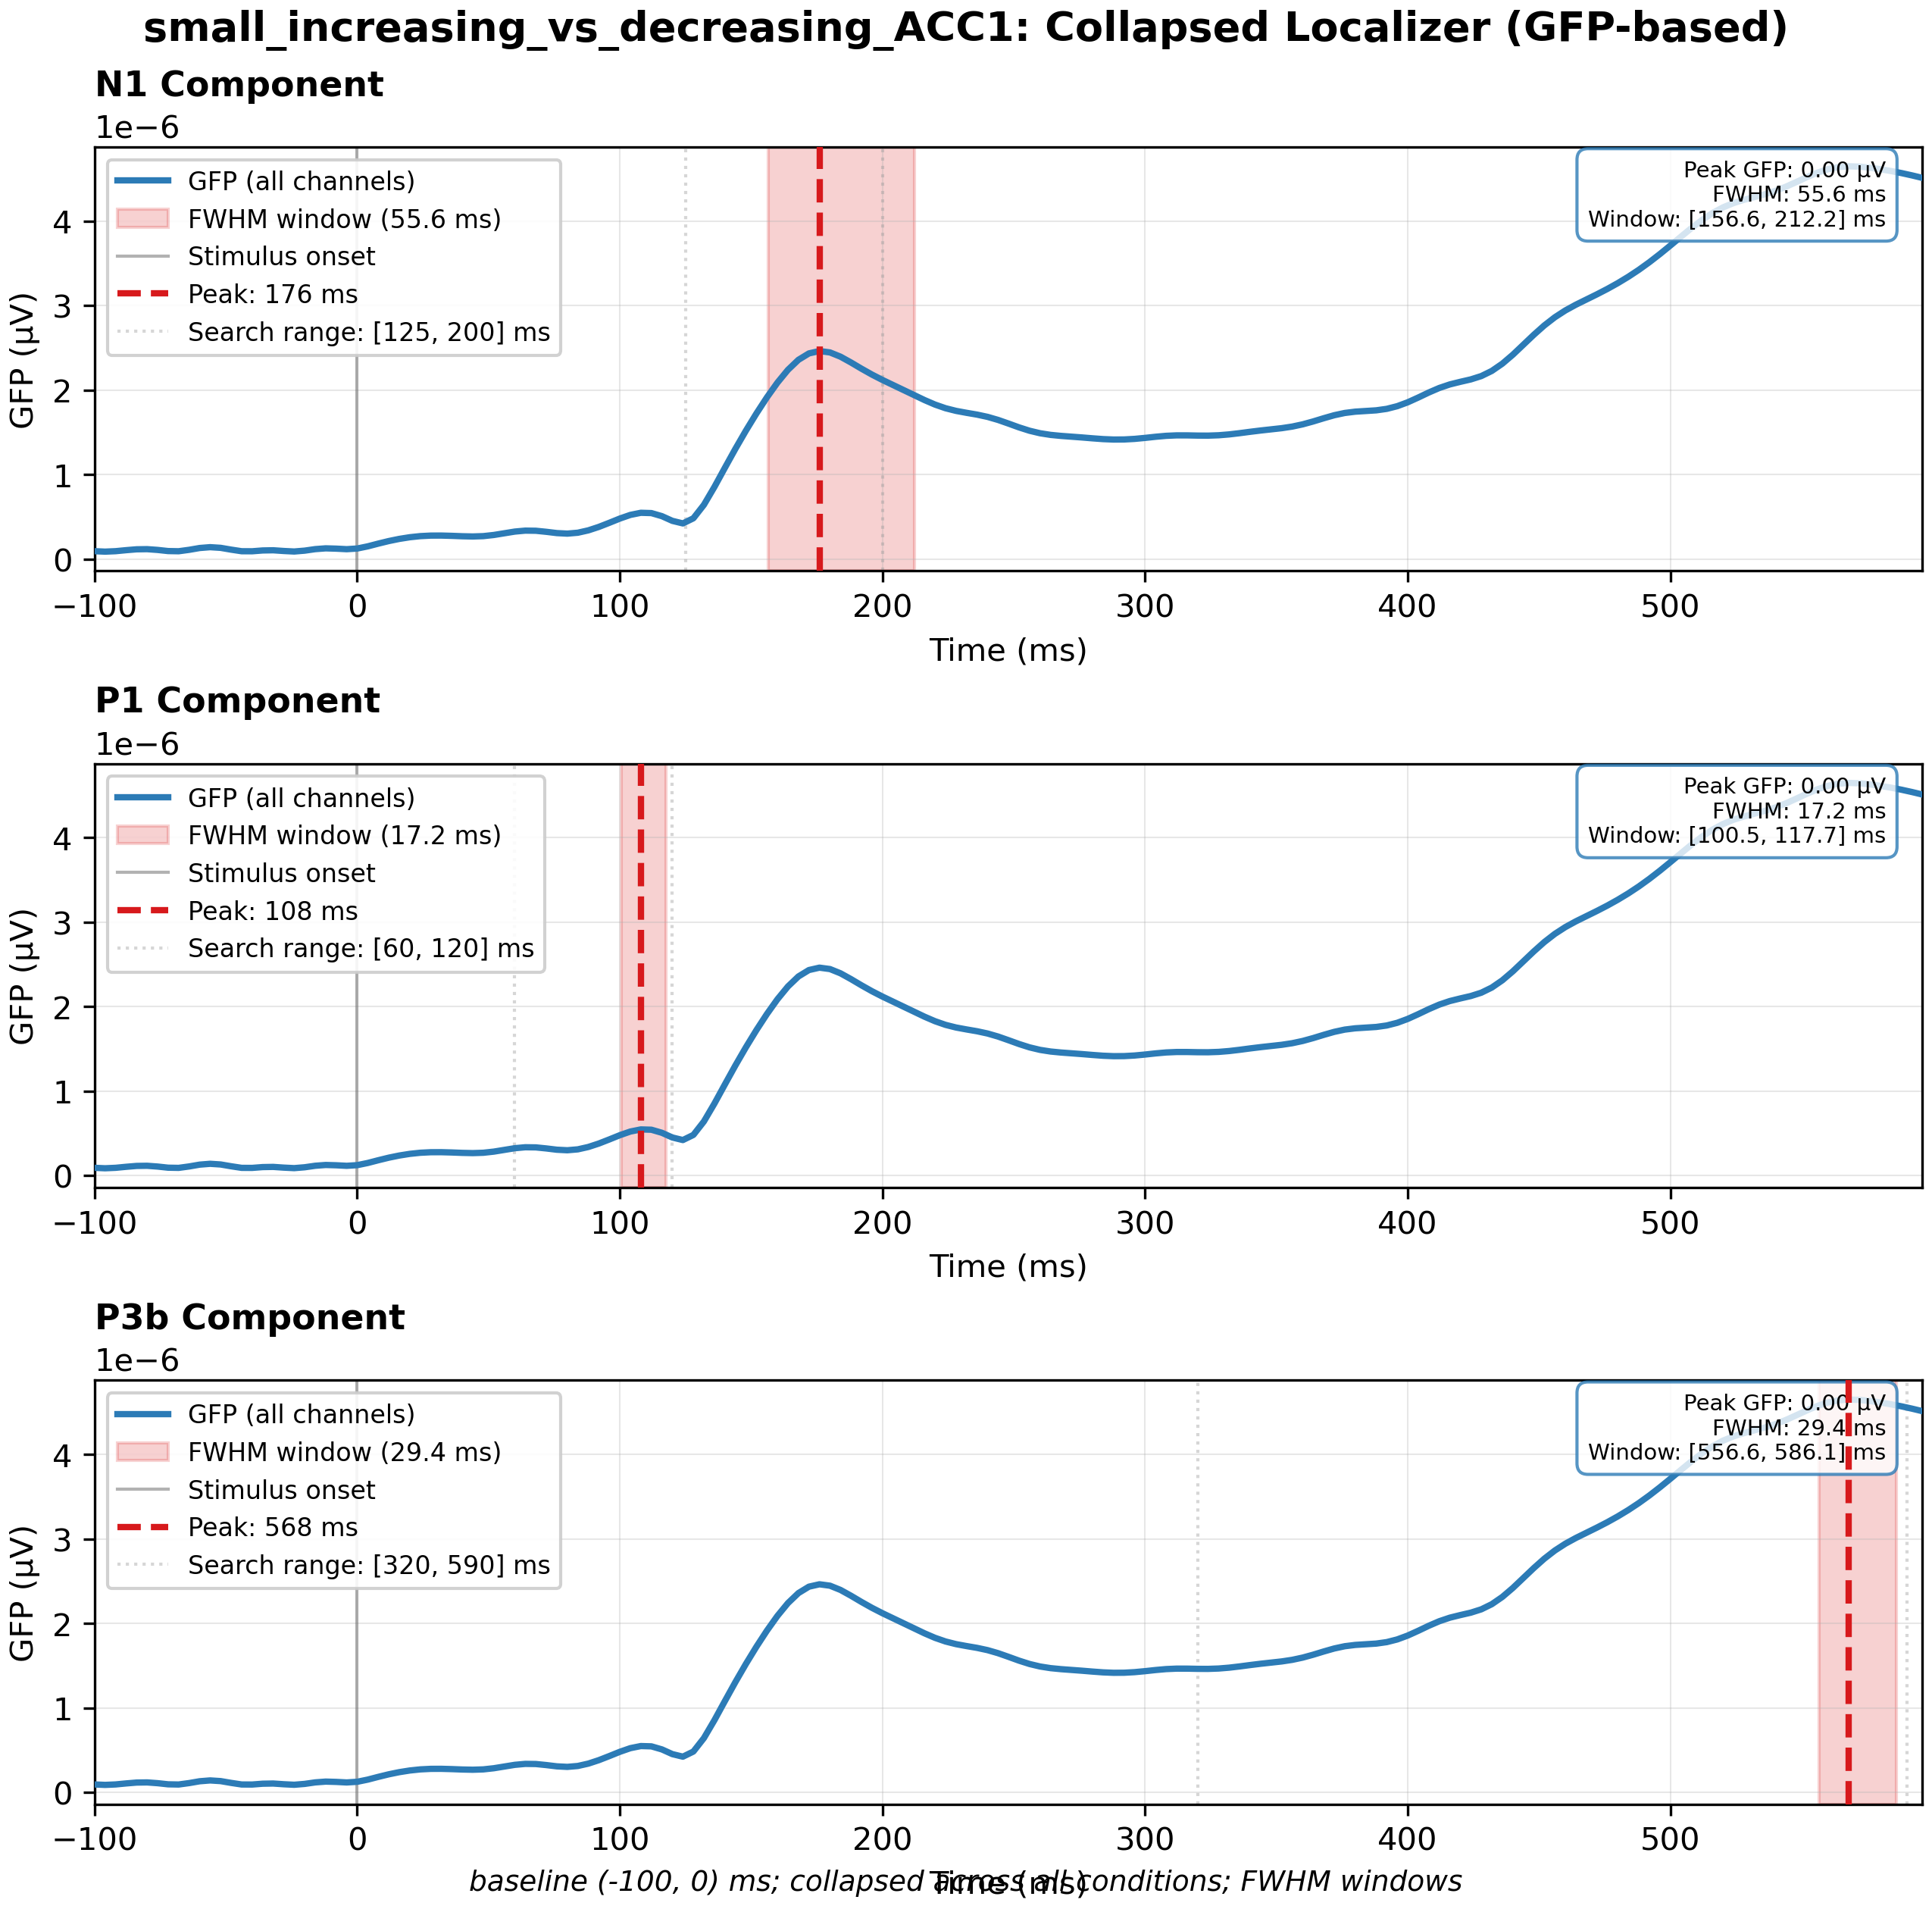 small_increasing_vs_decreasing_ACC1: Collapsed Localizer (GFP-based)
N1 Component
1e−6
GFP (all channels)
FWHM window (55.6 ms)
Stimulus onset
Peak: 176 ms
Search range: [125, 200] ms
Peak GFP: 0.00 µV
FWHM: 55.6 ms
Window: [156.6, 212.2] ms
GFP (µV)
4
3
2
1
0
−100 0 100 200 300 400 500
Time (ms)
P1 Component
1e−6
GFP (all channels)
FWHM window (17.2 ms)
Stimulus onset
Peak: 108 ms
Search range: [60, 120] ms
Peak GFP: 0.00 µV
FWHM: 17.2 ms
Window: [100.5, 117.7] ms
GFP (µV)
4
3
2
1
0
−100 0 100 200 300 400 500
Time (ms)
P3b Component
1e−6
GFP (all channels)
FWHM window (29.4 ms)
Stimulus onset
Peak: 568 ms
Search range: [320, 590] ms
Peak GFP: 0.00 µV
FWHM: 29.4 ms
Window: [556.6, 586.1] ms
GFP (µV)
4
3
2
1
0
−100 0 100 200 300 400 500
Time (ms)
baseline (-100, 0) ms; collapsed across all conditions; FWHM windows